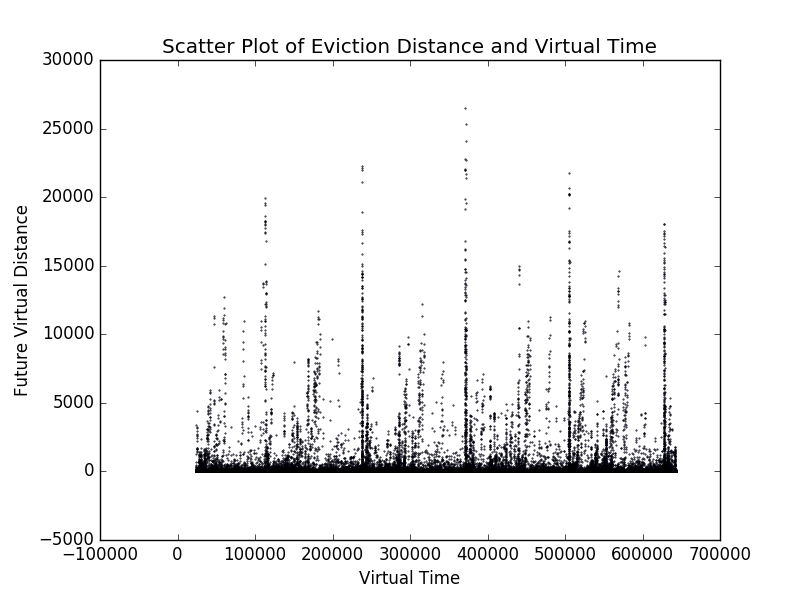 Scatter Plot of Eviction Distance and Virtual Time
30000
25000
20000
15000
10000
5000
0
−5000
Future Virtual Distance
−100000 0 100000 200000 300000 400000 500000 600000 700000
Virtual Time